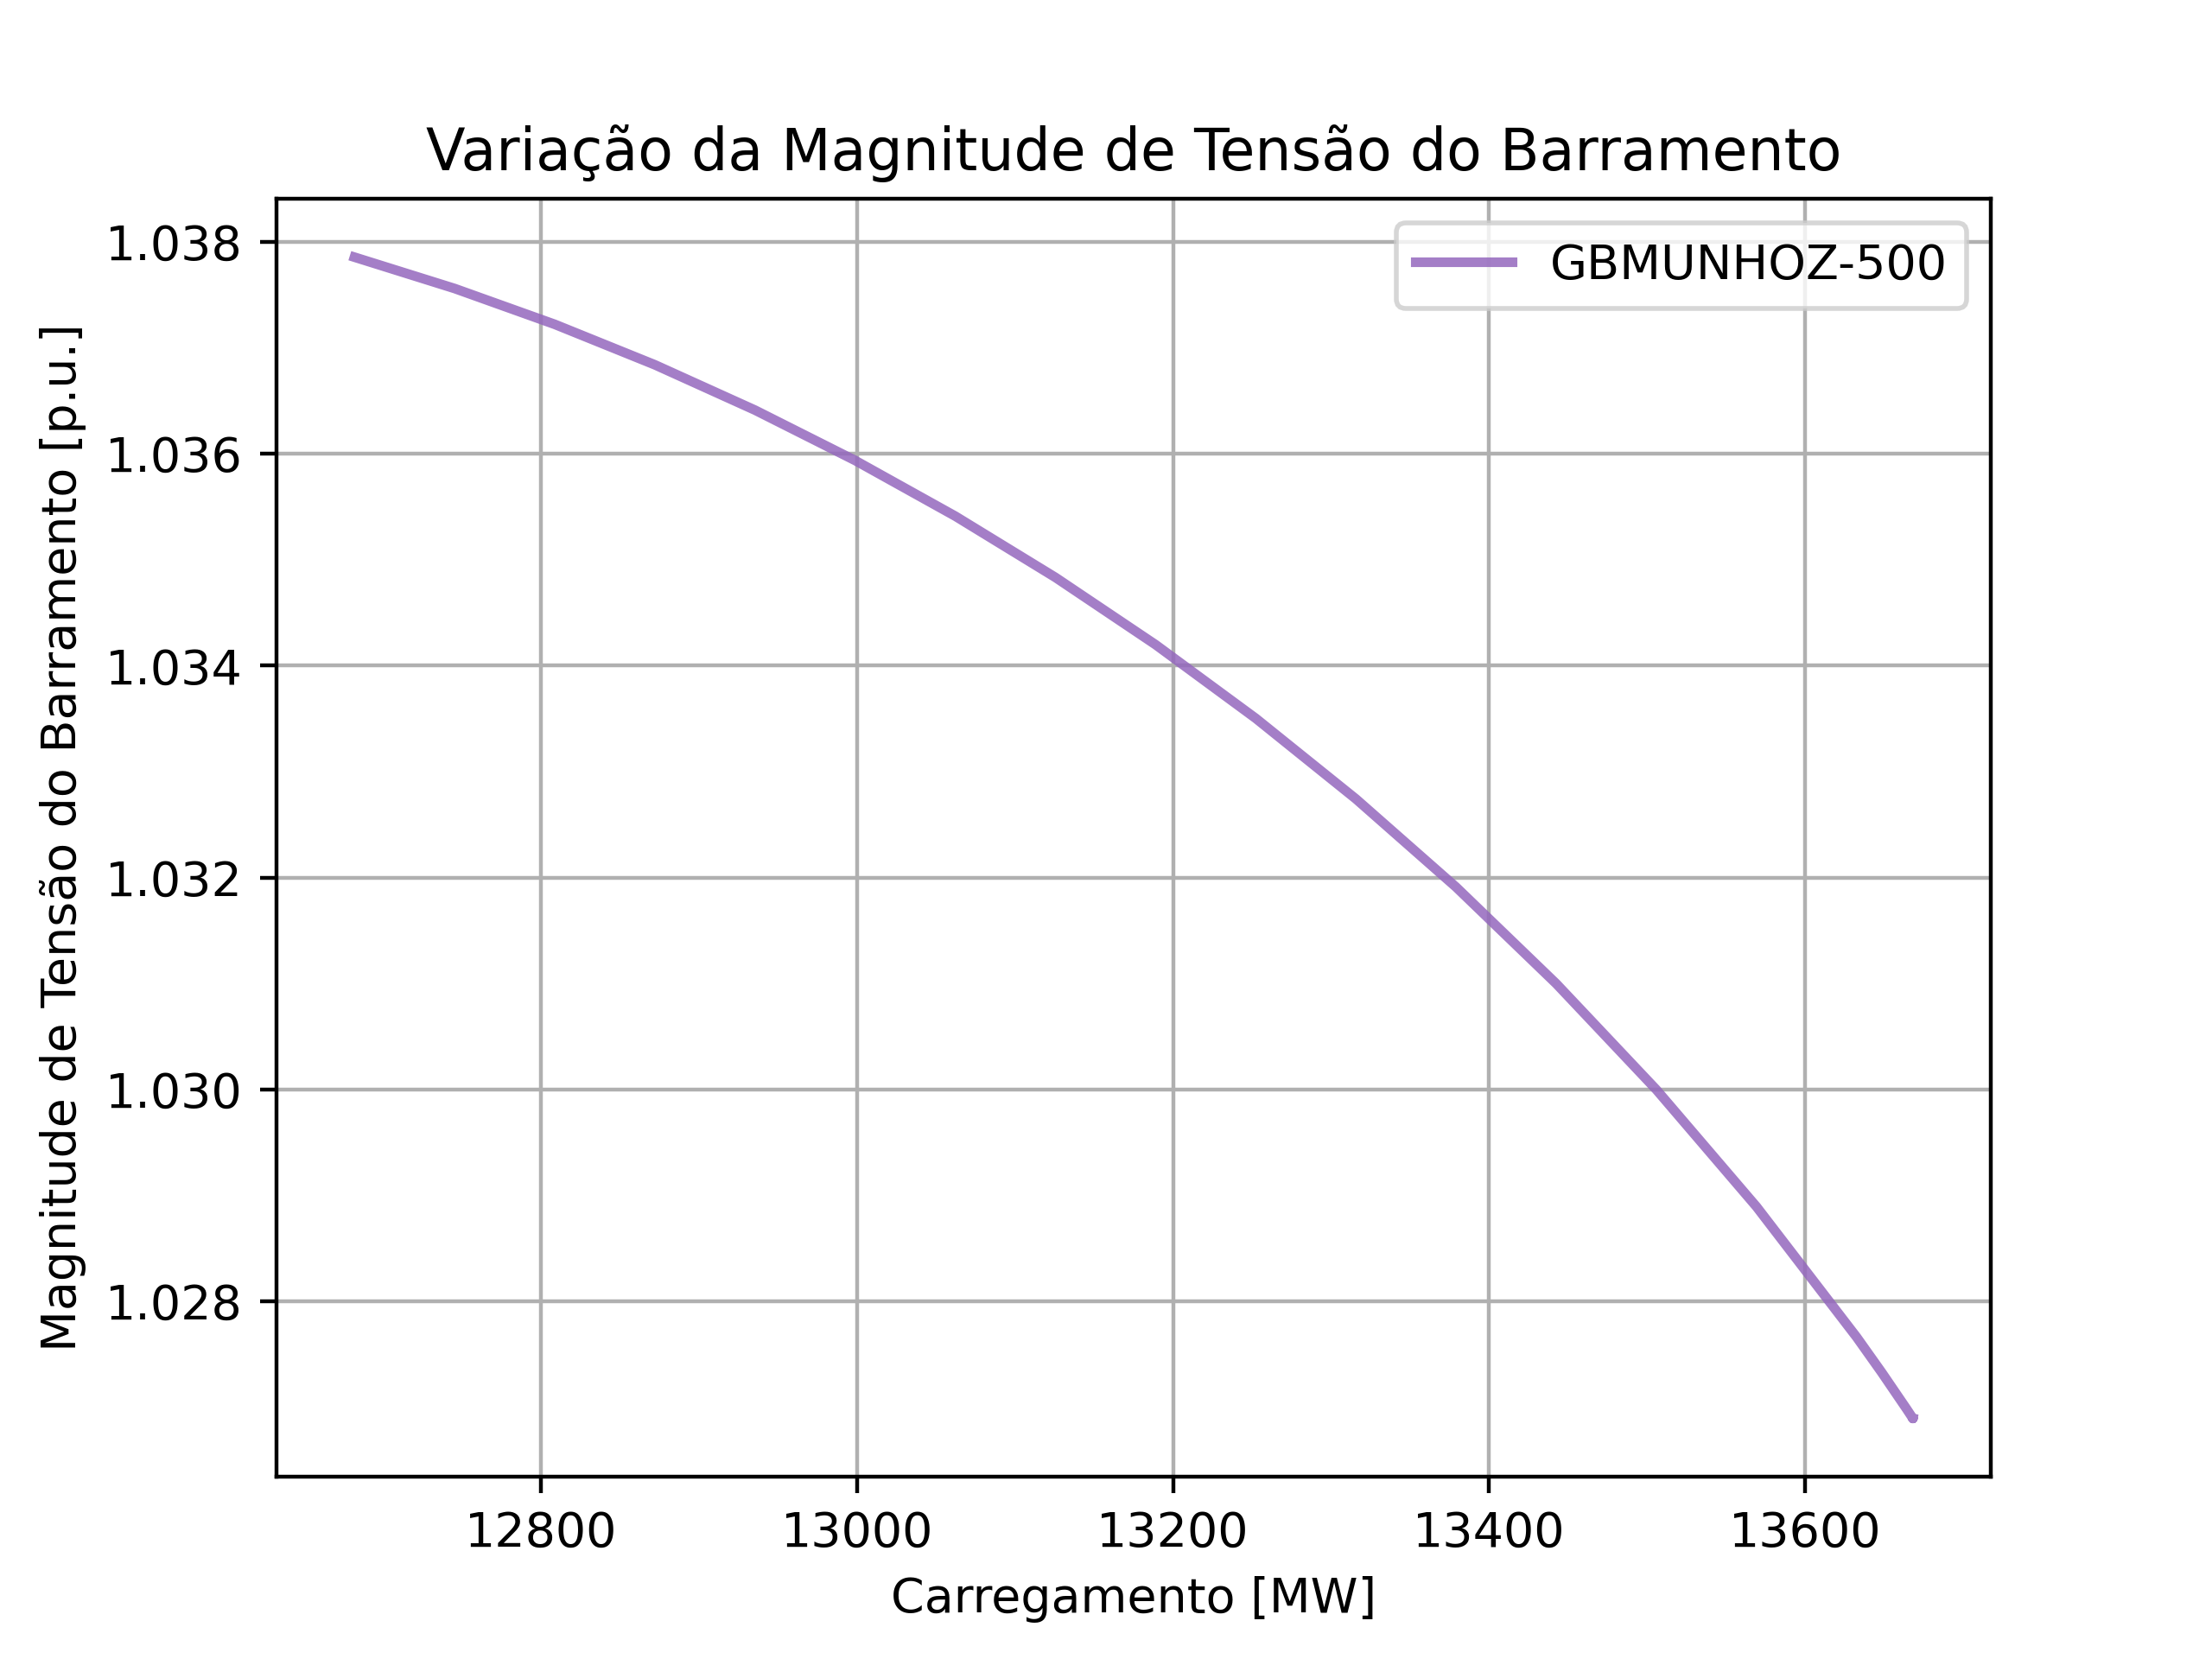 Variação da Magnitude de Tensão do Barramento
GBMUNHOZ-500
Magnitude de Tensão do Barramento [p.u.]
1.038
1.036
1.034
1.032
1.030
1.028
12800 13000 13200 13400 13600
Carregamento [MW]